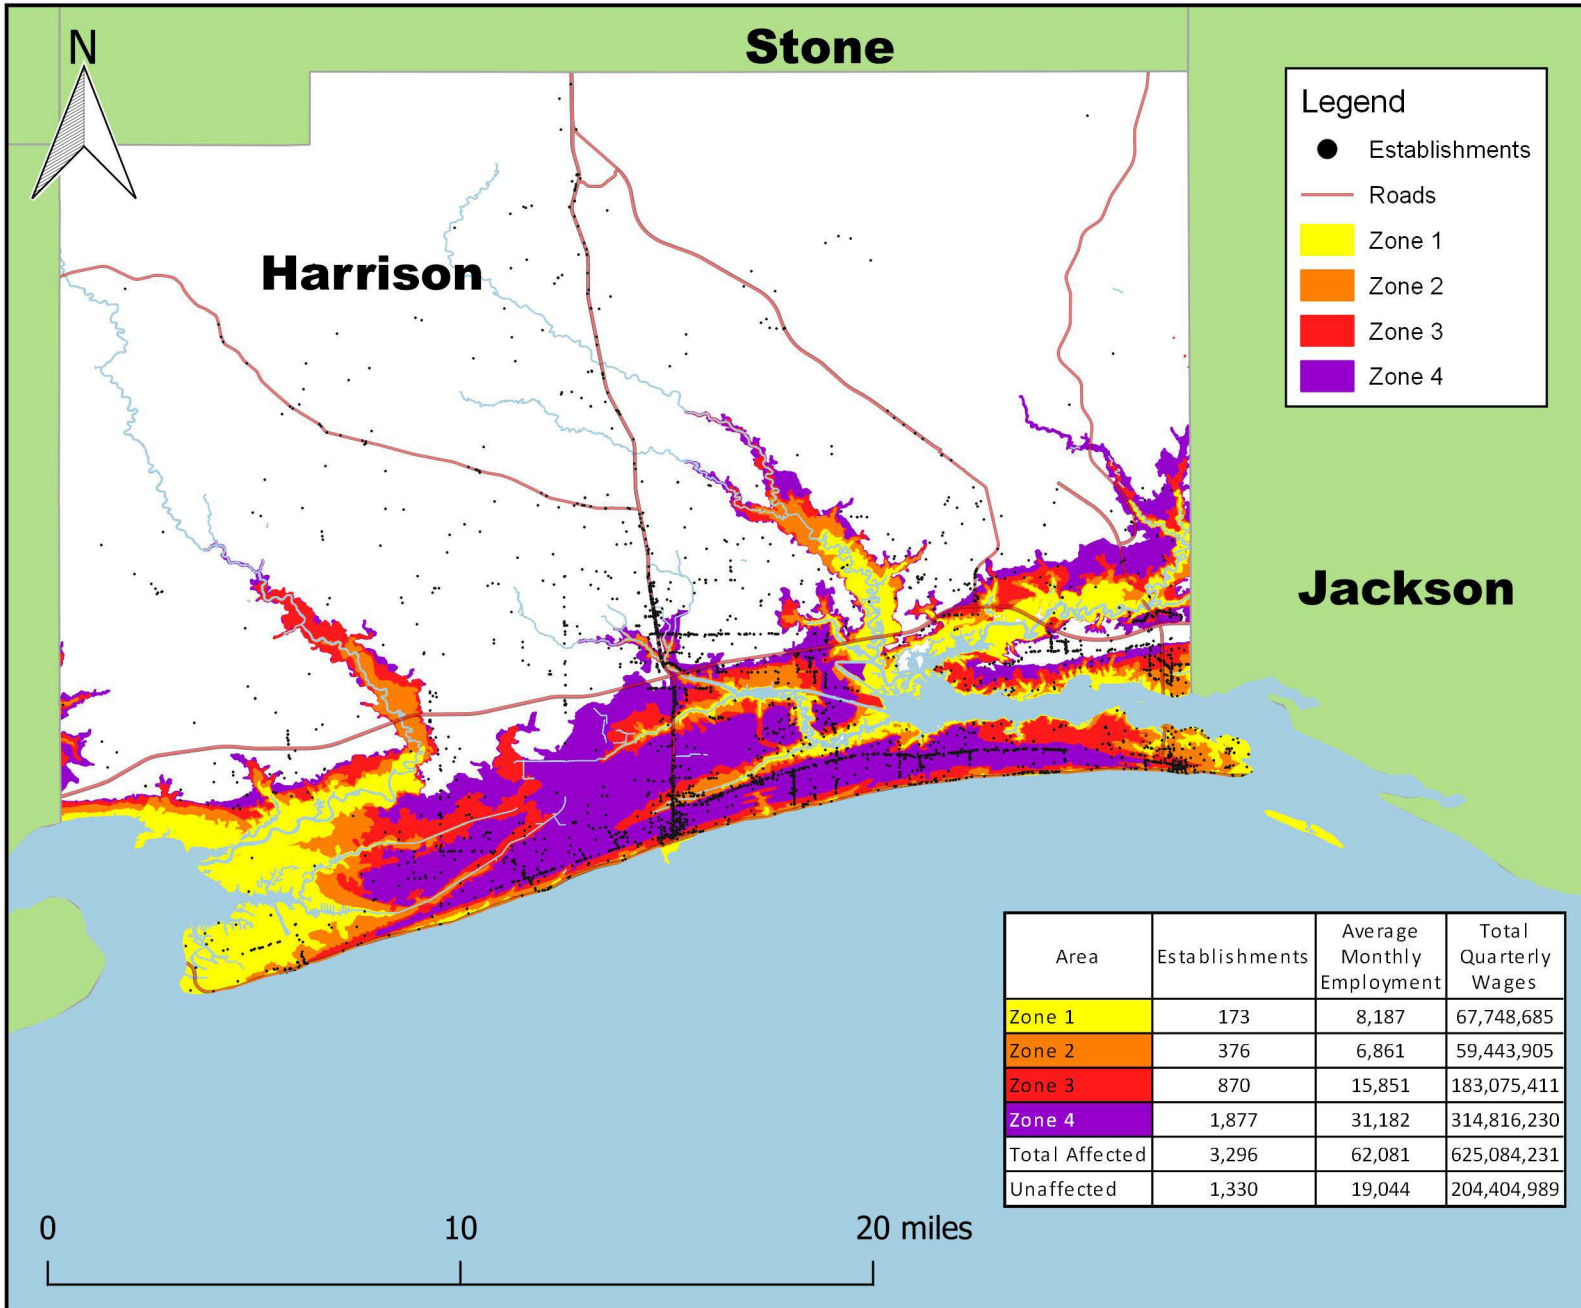 N
Stone
Harrison
Jackson
Legend
Establishments
Roads
Zone 1
Zone 2
Zone 3
Zone 4
Area Establishments Average Monthly Employment Total Quarterly Wages
Zone 1 173 8,187 67,748,685
Zone 2 376 6,861 59,443,905
Zone 3 870 15,851 183,075,411
Zone 4 1,877 31,182 314,816,230
Total Affected 3,296 62,081 625,084,231
Unaffected 1,330 19,044 204,404,989
0 10 20 miles